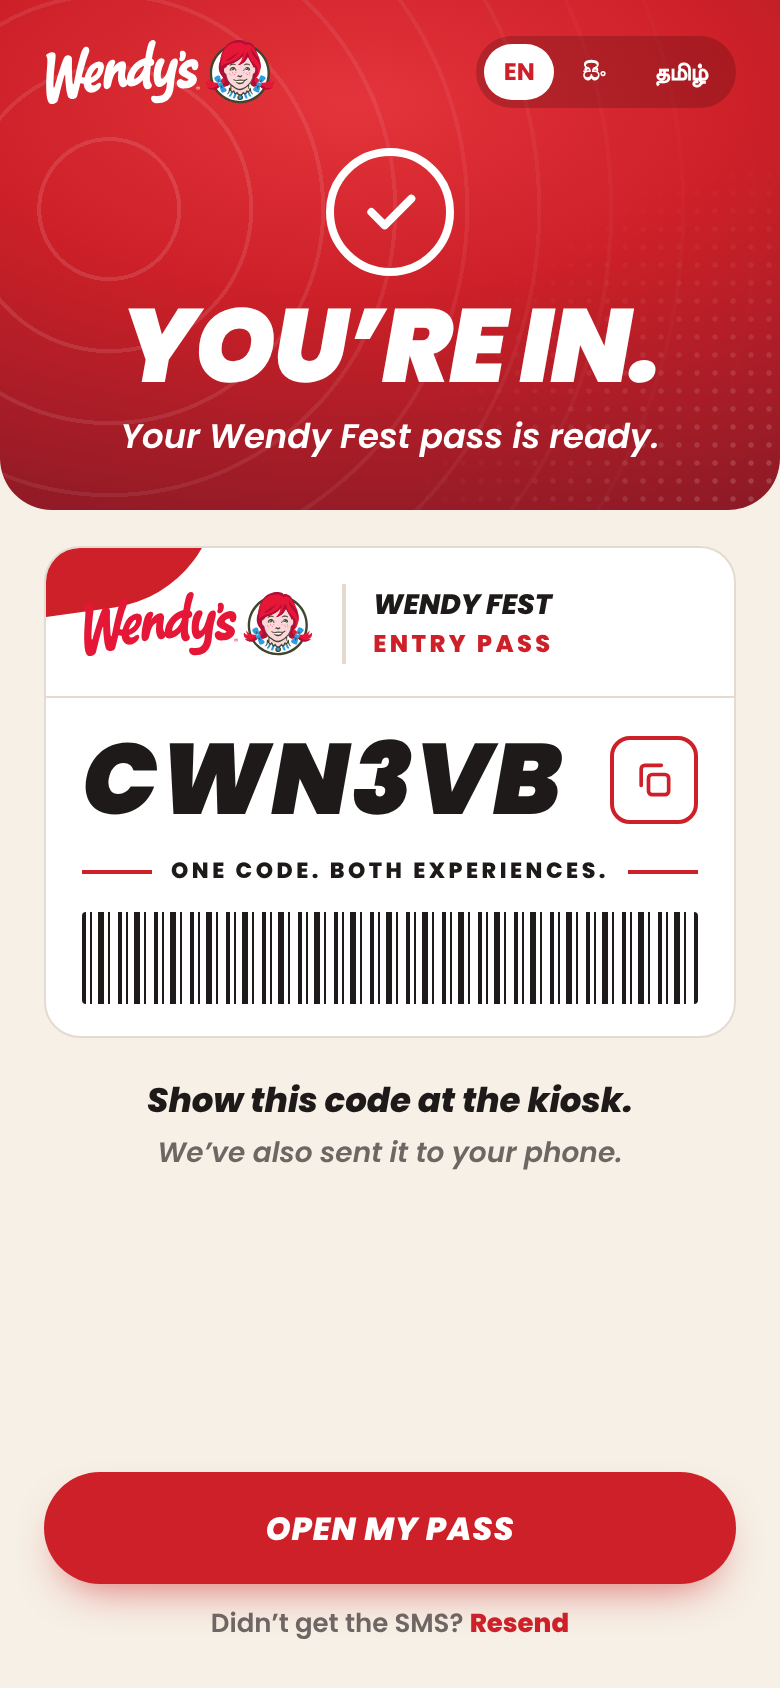 Wendy's
EN සිං தமிழ்
YOU’RE IN.
Your Wendy Fest pass is ready.
Wendy's
WENDY FEST
ENTRY PASS
CWN3VB
ONE CODE. BOTH EXPERIENCES.
Show this code at the kiosk.
We’ve also sent it to your phone.
OPEN MY PASS
Didn’t get the SMS? Resend